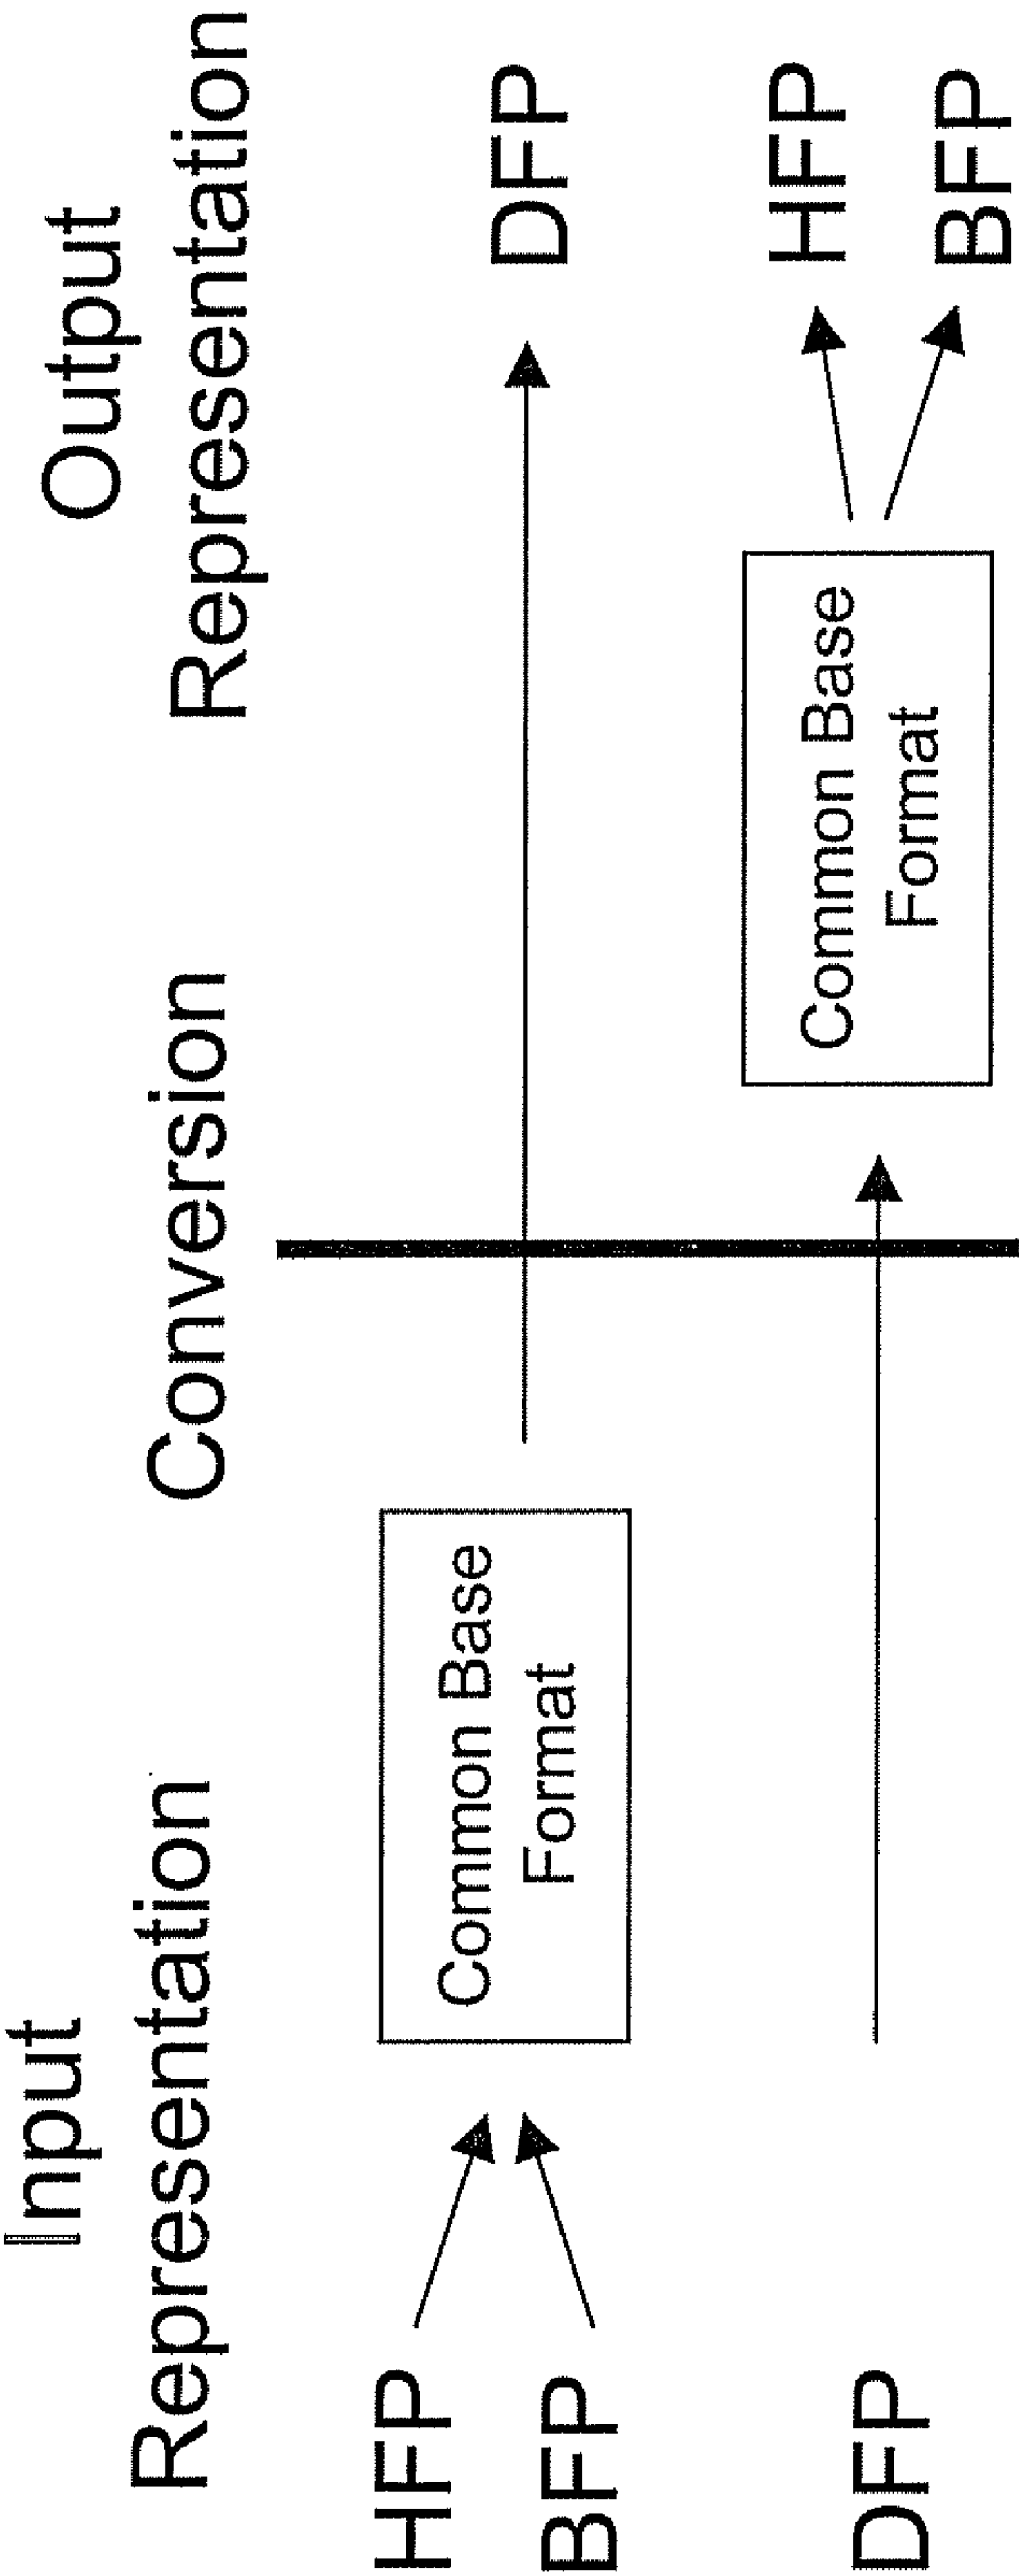 Input
Representation
Conversion
Output
Representation
HFP
BFP
Common Base
Format
DFP
DFP
Common Base
Format
HFP
BFP